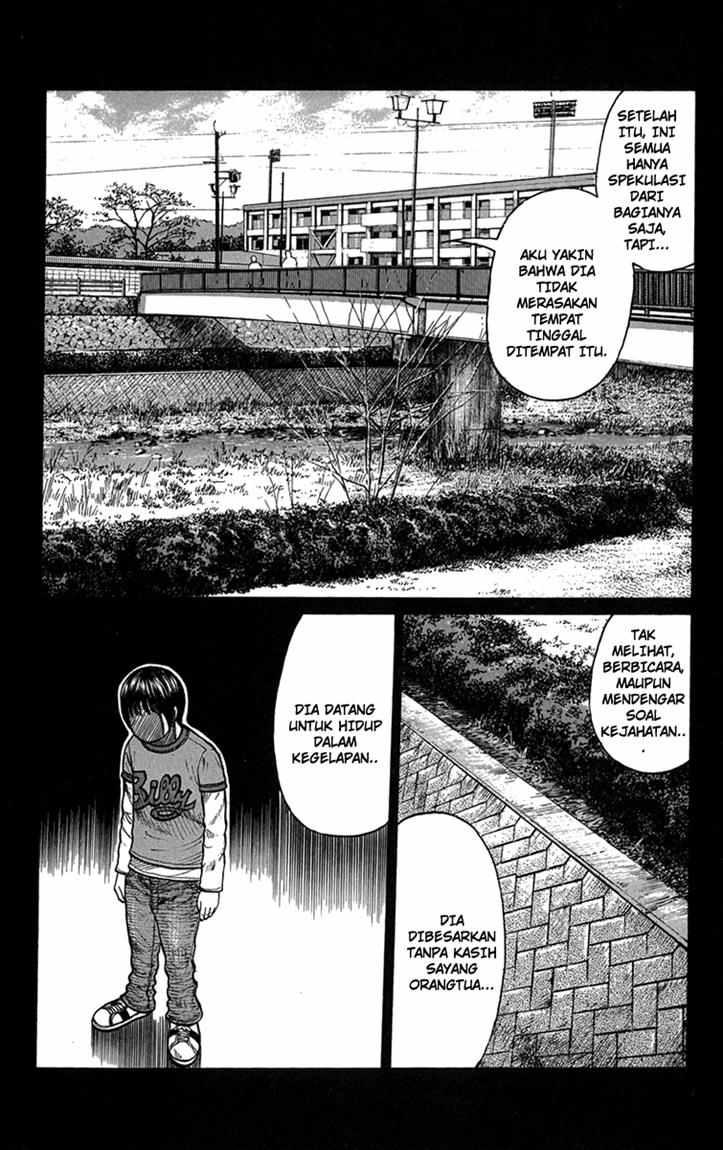 SETELAH
ITU, INI
SEMUA
HANYA
SPEKULASI
DARI
BAGIANYA
SAJA,
TAPI...
AKU YAKIN
BAHWA DIA
TIDAK
MERASAKAN
TEMPAT
TINGGAL
DITEMPAT ITU.
TAK
MELIHAT,
BERBICARA,
MAUPUN
MENDENGAR
SOAL
KEJAHATAN..
DIA
DIBESARKAN
TANPA KASIH
SAYANG
ORANGTUA...
DIA DATANG
UNTUK HIDUP
DALAM
KEGELAPAN..
Billy